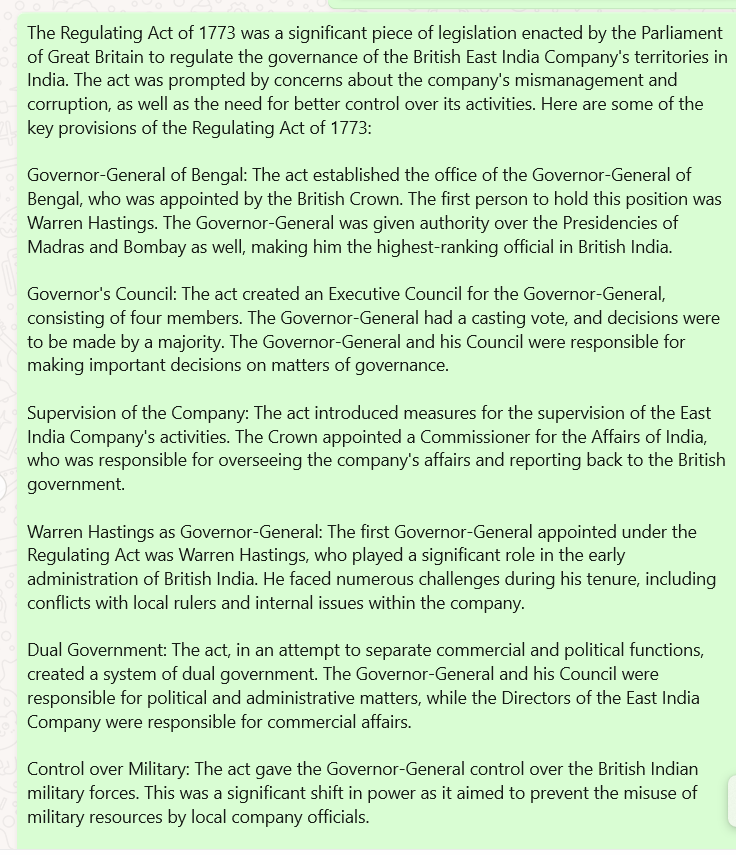 The Regulating Act of 1773 was a significant piece of legislation enacted by the Parliament
of Great Britain to regulate the governance of the British East India Company's territories in
India. The act was prompted by concerns about the company's mismanagement and
corruption, as well as the need for better control over its activities. Here are some of the
key provisions of the Regulating Act of 1773:
Governor-General of Bengal: The act established the office of the Governor-General of
Bengal, who was appointed by the British Crown. The first person to hold this position was
Warren Hastings. The Governor-General was given authority over the Presidencies of
Madras and Bombay as well, making him the highest-ranking official in British India.
Governor's Council: The act created an Executive Council for the Governor-General,
consisting of four members. The Governor-General had a casting vote, and decisions were
to be made by a majority. The Governor-General and his Council were responsible for
making important decisions on matters of governance.
Supervision of the Company: The act introduced measures for the supervision of the East
India Company's activities. The Crown appointed a Commissioner for the Affairs of India,
who was responsible for overseeing the company's affairs and reporting back to the British
government.
Warren Hastings as Governor-General: The first Governor-General appointed under the
Regulating Act was Warren Hastings, who played a significant role in the early
administration of British India. He faced numerous challenges during his tenure, including
conflicts with local rulers and internal issues within the company.
Dual Government: The act, in an attempt to separate commercial and political functions,
created a system of dual government. The Governor-General and his Council were
responsible for political and administrative matters, while the Directors of the East India
Company were responsible for commercial affairs.
Control over Military: The act gave the Governor-General control over the British Indian
military forces. This was a significant shift in power as it aimed to prevent the misuse of
military resources by local company officials.